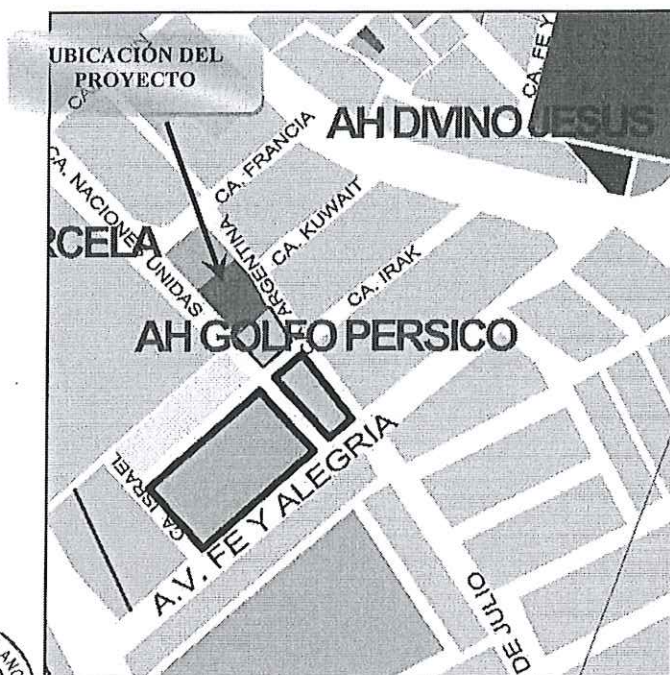 UBICACIÓN DEL
PROYECTO
CA. FE Y
AH DIVINO JESUS
CA. FRANCIA
CA. NACIONES UNIDAS
ARGENTINA
CA. KUWAIT
RCELA
CA. IRAK
AH GOLFO PERSICO
CA. ISRAEL
A.V. FE Y ALEGRIA
DE JULIO